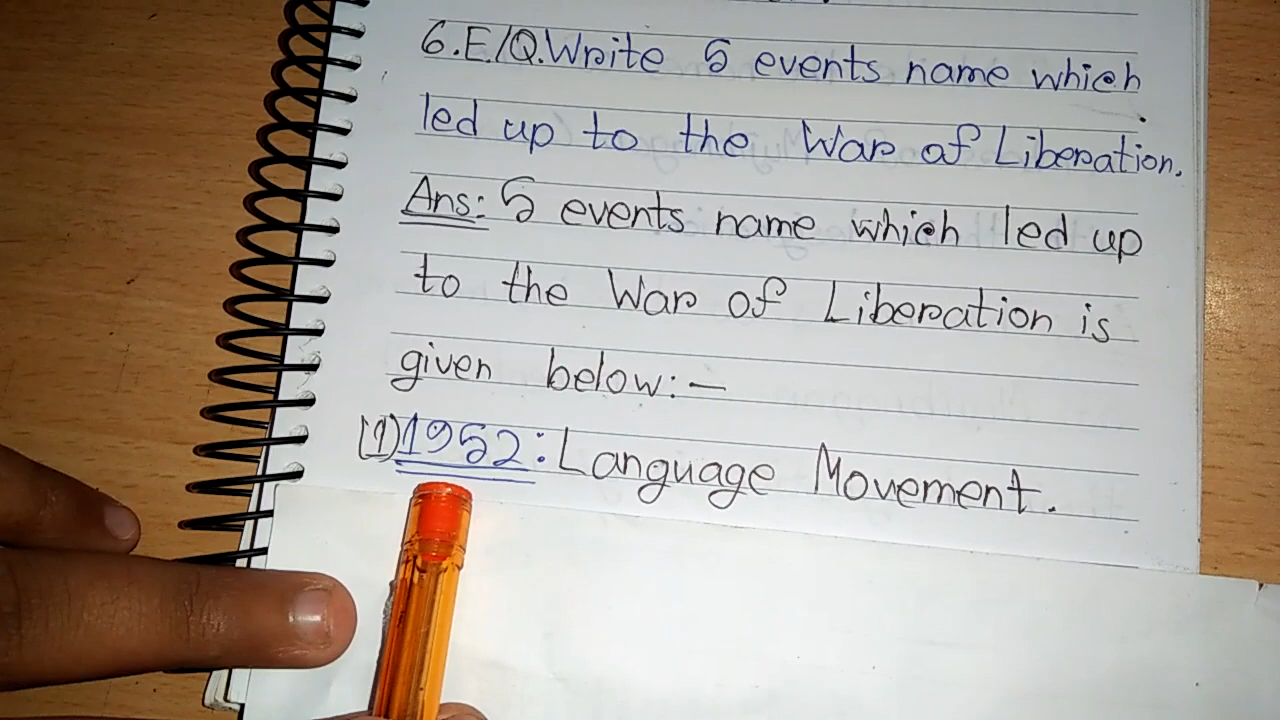 6.E/Q.Write 5 events name which
led up to the War of Liberation.
Ans: 5 events name which led up
to the War of Liberation is
given below:—
(1) 1952: Language Movement.